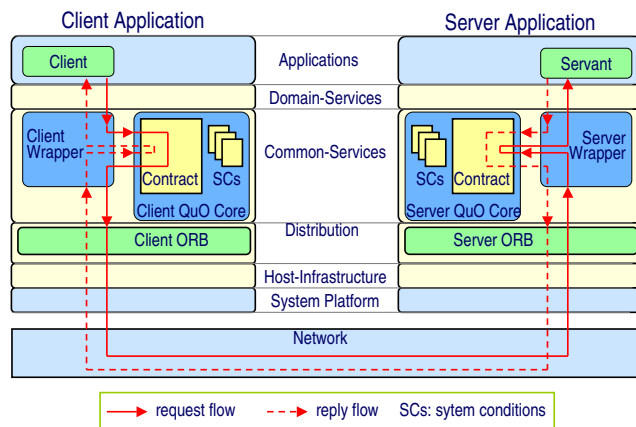 Client Application
Server Application
Client
Applications
Servant
Domain-Services
Client
Wrapper
Contract
SCs
Client QuO Core
Common-Services
SCs
Contract
Server QuO Core
Server
Wrapper
Client ORB
Distribution
Server ORB
Host-Infrastructure
System Platform
Network
request flow
reply flow
SCs: sytem conditions